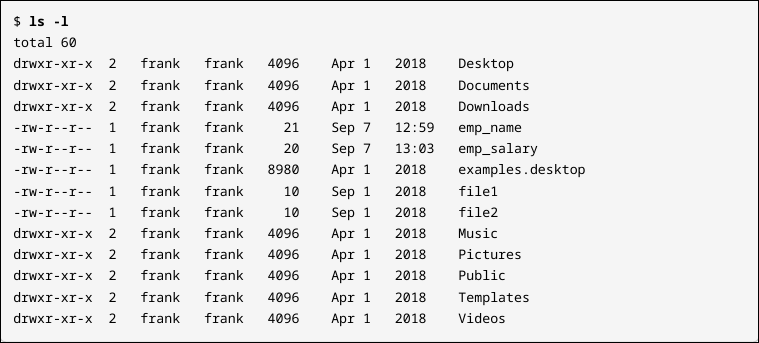 $ ls -l
total 60
drwxr-xr-x  2   frank   frank   4096    Apr 1   2018    Desktop
drwxr-xr-x  2   frank   frank   4096    Apr 1   2018    Documents
drwxr-xr-x  2   frank   frank   4096    Apr 1   2018    Downloads
-rw-r--r--  1   frank   frank     21    Sep 7   12:59   emp_name
-rw-r--r--  1   frank   frank     20    Sep 7   13:03   emp_salary
-rw-r--r--  1   frank   frank   8980    Apr 1   2018    examples.desktop
-rw-r--r--  1   frank   frank     10    Sep 1   2018    file1
-rw-r--r--  1   frank   frank     10    Sep 1   2018    file2
drwxr-xr-x  2   frank   frank   4096    Apr 1   2018    Music
drwxr-xr-x  2   frank   frank   4096    Apr 1   2018    Pictures
drwxr-xr-x  2   frank   frank   4096    Apr 1   2018    Public
drwxr-xr-x  2   frank   frank   4096    Apr 1   2018    Templates
drwxr-xr-x  2   frank   frank   4096    Apr 1   2018    Videos